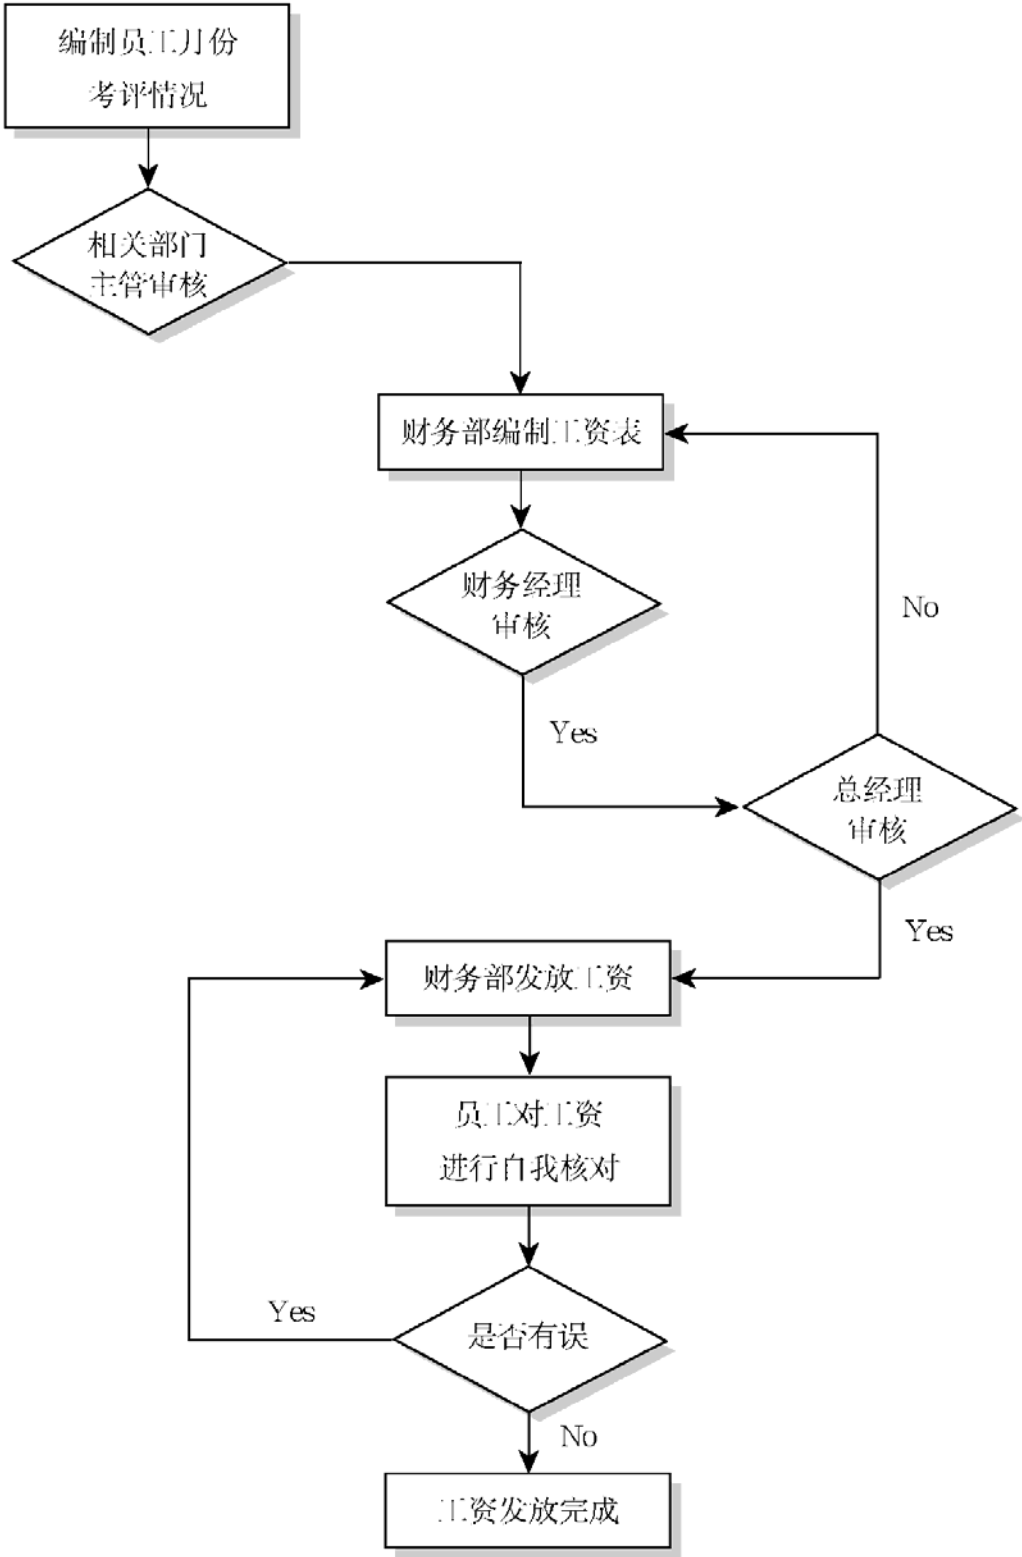 编制员工月份
考评情况
相关部门
主管审核
财务部编制工资表
财务经理
审核
No
Yes
总经理
审核
Yes
财务部发放工资
员工对工资
进行自我核对
Yes
是否有误
No
工资发放完成